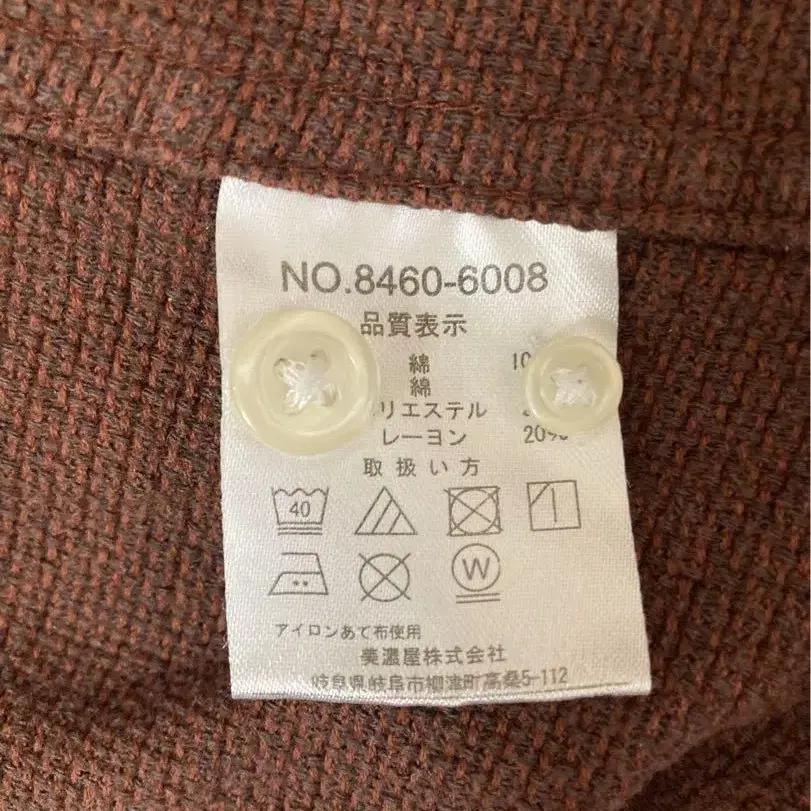 NO.8460-6008
品質表示
綿
綿
リエステル
レーヨン 20%
取扱い方
40
W
アイロンあて布使用
美濃屋株式会社
岐阜県岐阜市柳津町高桑5-112